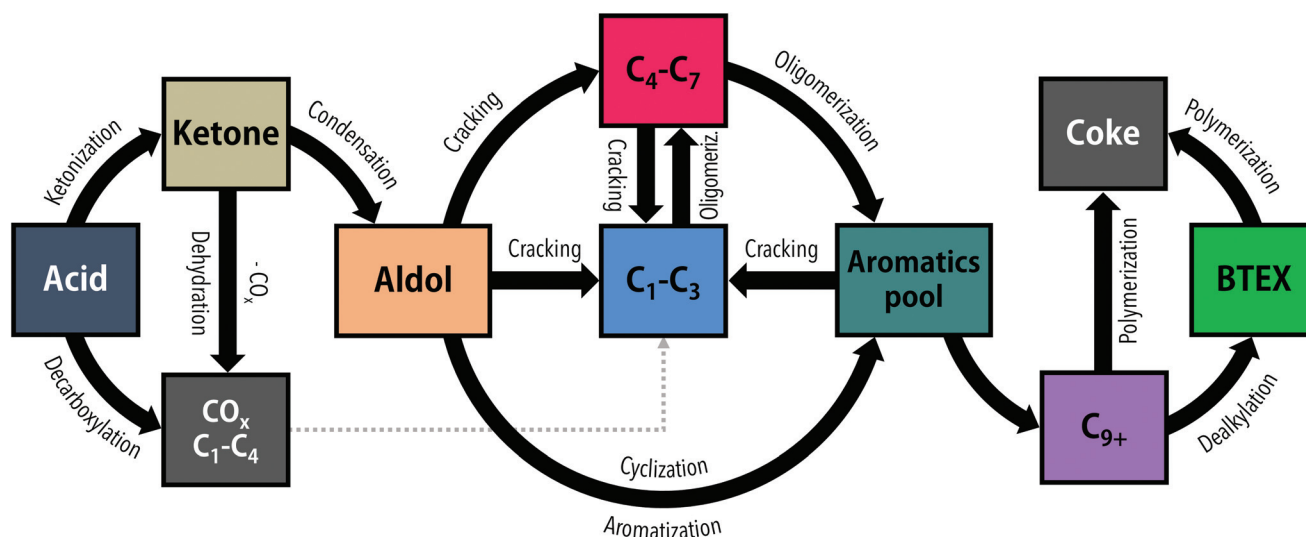 Acid
Ketonization
Decarboxylation
Ketone
Dehydration
- COₓ
COₓ
C₁-C₄
Condensation
Aldol
Cracking
Cracking
Cyclization
Aromatization
C₄-C₇
Cracking
Oligomeriz.
C₁-C₃
Oligomerization
Cracking
Aromatics
pool
C₉₊
Polymerization
Dealkylation
Coke
Polymerization
BTEX